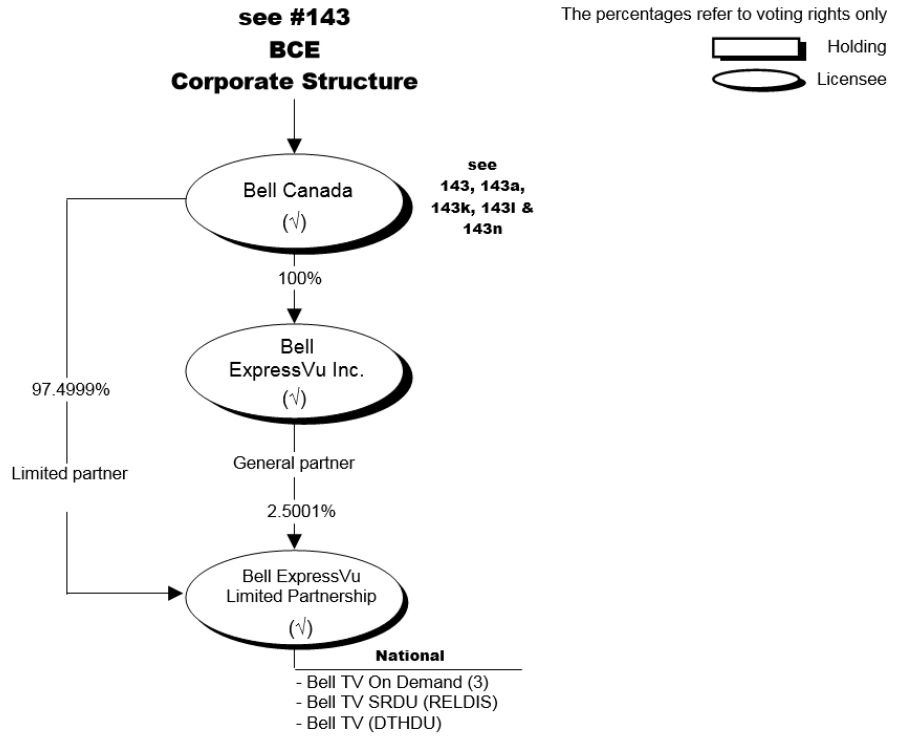 see #143
BCE
Corporate Structure
The percentages refer to voting rights only
Holding
Licensee
Bell Canada
(√)
see
143, 143a,
143k, 143l &
143n
100%
Bell
ExpressVu Inc.
(√)
97.4999%
Limited partner
General partner
2.5001%
Bell ExpressVu
Limited Partnership
(√)
National
- Bell TV On Demand (3)
- Bell TV SRDU (RELDIS)
- Bell TV (DTHDU)